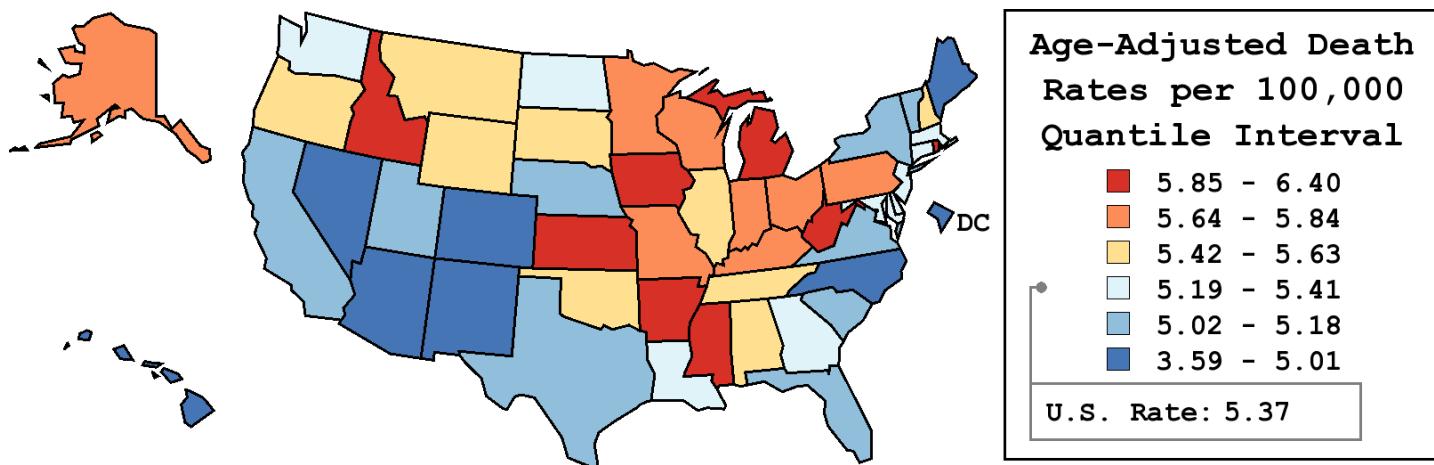 Age-Adjusted Death
Rates per 100,000
Quantile Interval
5.85 - 6.40
5.64 - 5.84
5.42 - 5.63
5.19 - 5.41
5.02 - 5.18
3.59 - 5.01
U.S. Rate: 5.37
DC